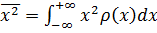 $\overline{x^2} = \int_{-\infty}^{+\infty} x^2 \rho(x) dx$